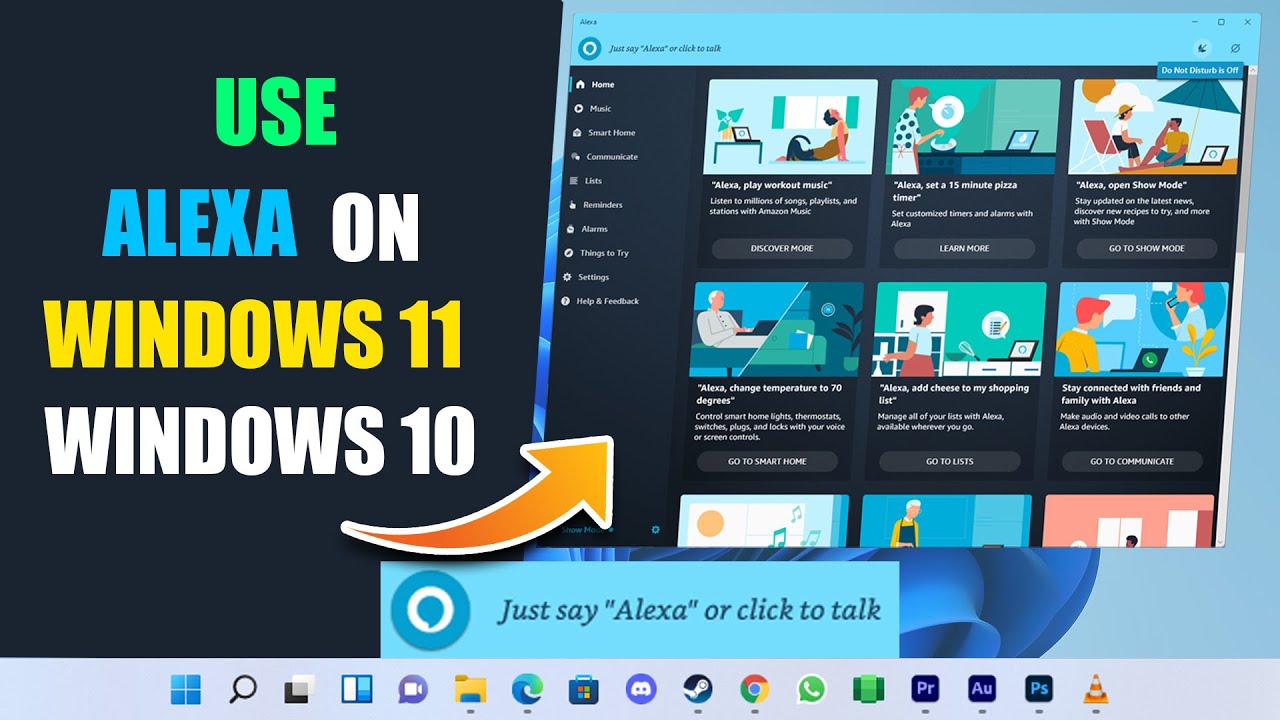 USE
ALEXA ON
WINDOWS 11
WINDOWS 10
Alexa
Just say "Alexa" or click to talk
Do Not Disturb is Off
Home
Music
Smart Home
Communicate
Lists
Reminders
Alarms
Things to Try
Settings
Help & Feedback
Show Mode
"Alexa, play workout music"
Listen to millions of songs, playlists, and
stations with Amazon Music
DISCOVER MORE
"Alexa, set a 15 minute pizza
timer"
Set customized timers and alarms with
Alexa
LEARN MORE
"Alexa, open Show Mode"
Stay updated on the latest news,
discover new recipes to try, and more
with Show Mode
GO TO SHOW MODE
"Alexa, change temperature to 70
degrees"
Control smart home lights, thermostats,
switches, plugs, and locks with your voice
or screen controls.
GO TO SMART HOME
"Alexa, add cheese to my shopping
list"
Manage all of your lists with Alexa,
available wherever you go.
GO TO LISTS
Stay connected with friends and
family with Alexa
Make audio and video calls to other
Alexa devices.
GO TO COMMUNICATE
Just say "Alexa" or click to talk
Pr
Au
Ps